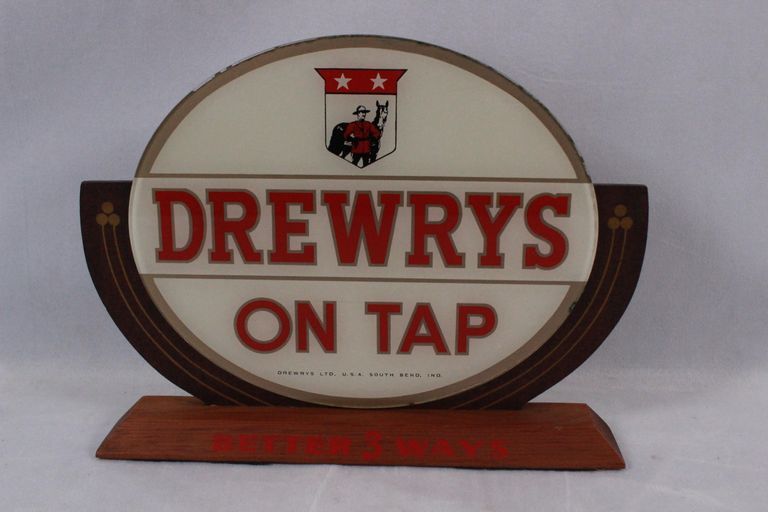 DREWRYS
ON TAP
DREWRYS LTD. U.S.A. SOUTH BEND, IND.
BETTER 3 WAYS